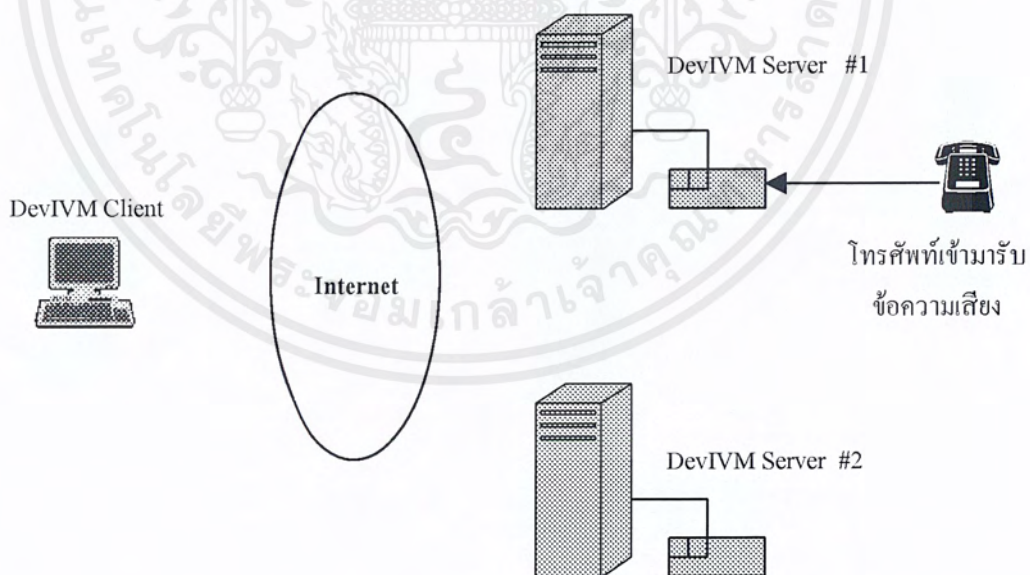 DevIVM Server #1
DevIVM Client
Internet
โทรศัพท์เข้ามารับ
ข้อความเสียง
DevIVM Server #2